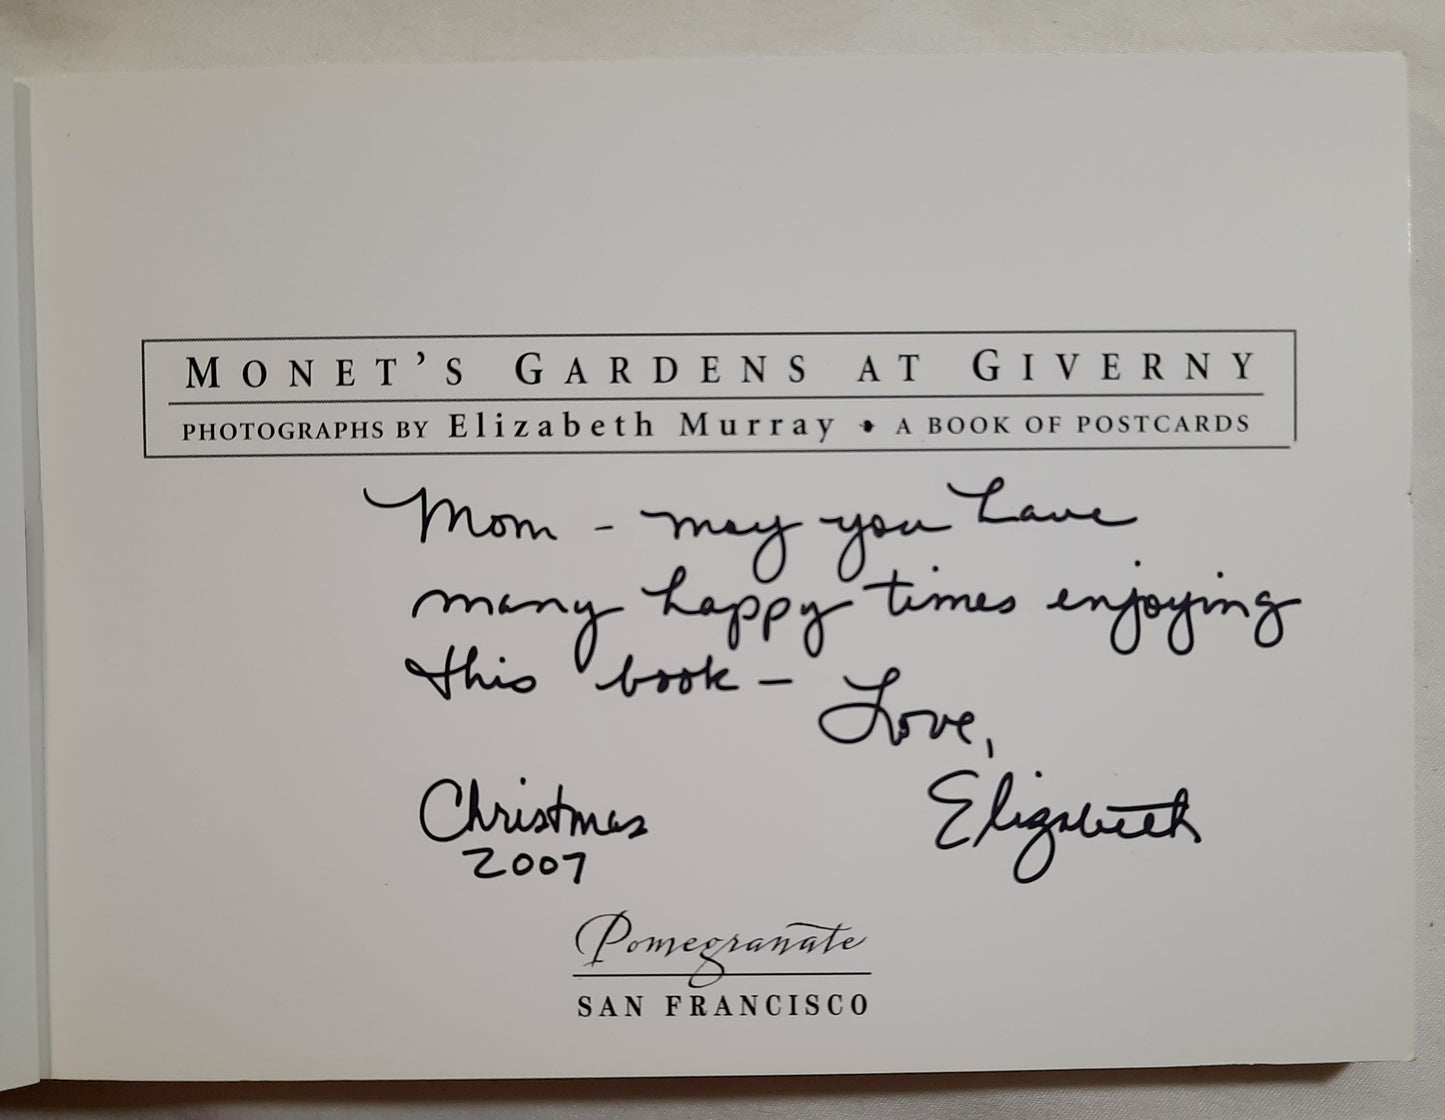 MONET'S GARDENS AT GIVERNY
PHOTOGRAPHS BY Elizabeth Murray • A BOOK OF POSTCARDS
Mom - may you have
many happy times enjoying
this book - Love,
Elizabeth
Christmas
2007
Pomegranate
SAN FRANCISCO